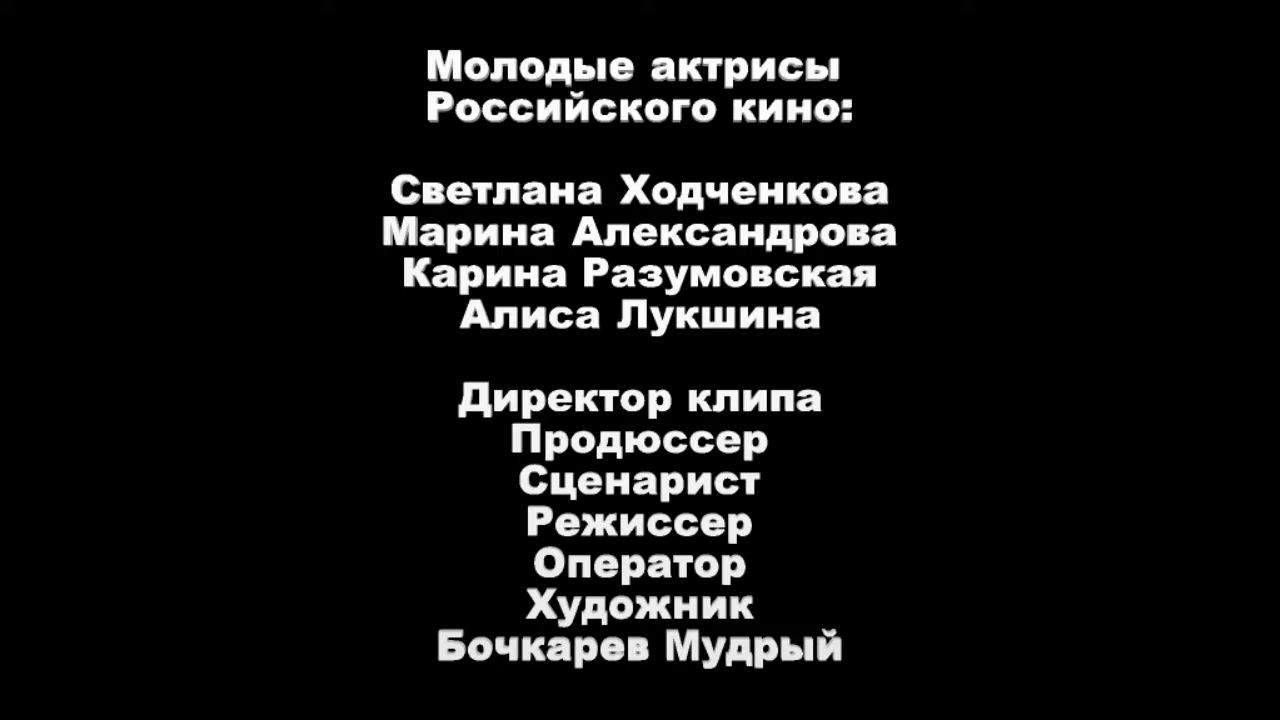 Молодые актрисы
Российского кино:
Светлана Ходченкова
Марина Александрова
Карина Разумовская
Алиса Лукшина
Директор клипа
Продюссер
Сценарист
Режиссер
Оператор
Художник
Бочкарев Мудрый